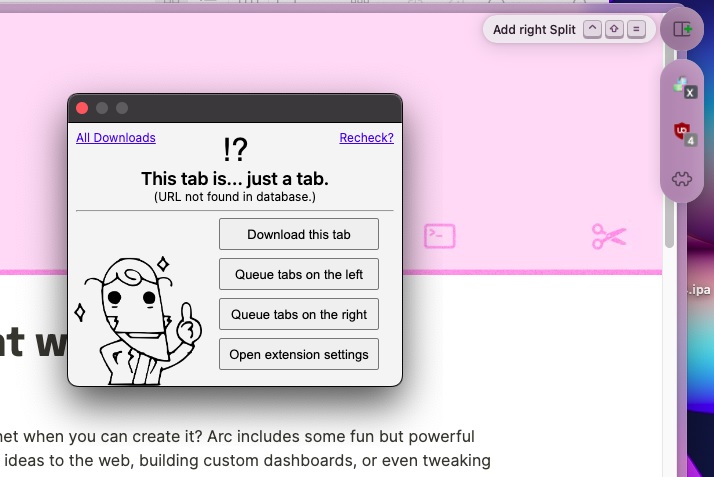 Add right Split ^ ⇧ =
X
4
All Downloads
!?
Recheck?
This tab is... just a tab.
(URL not found in database.)
Download this tab
Queue tabs on the left
Queue tabs on the right
Open extension settings
.ipa
net when you can create it? Arc includes some fun but powerful
ideas to the web, building custom dashboards, or even tweaking